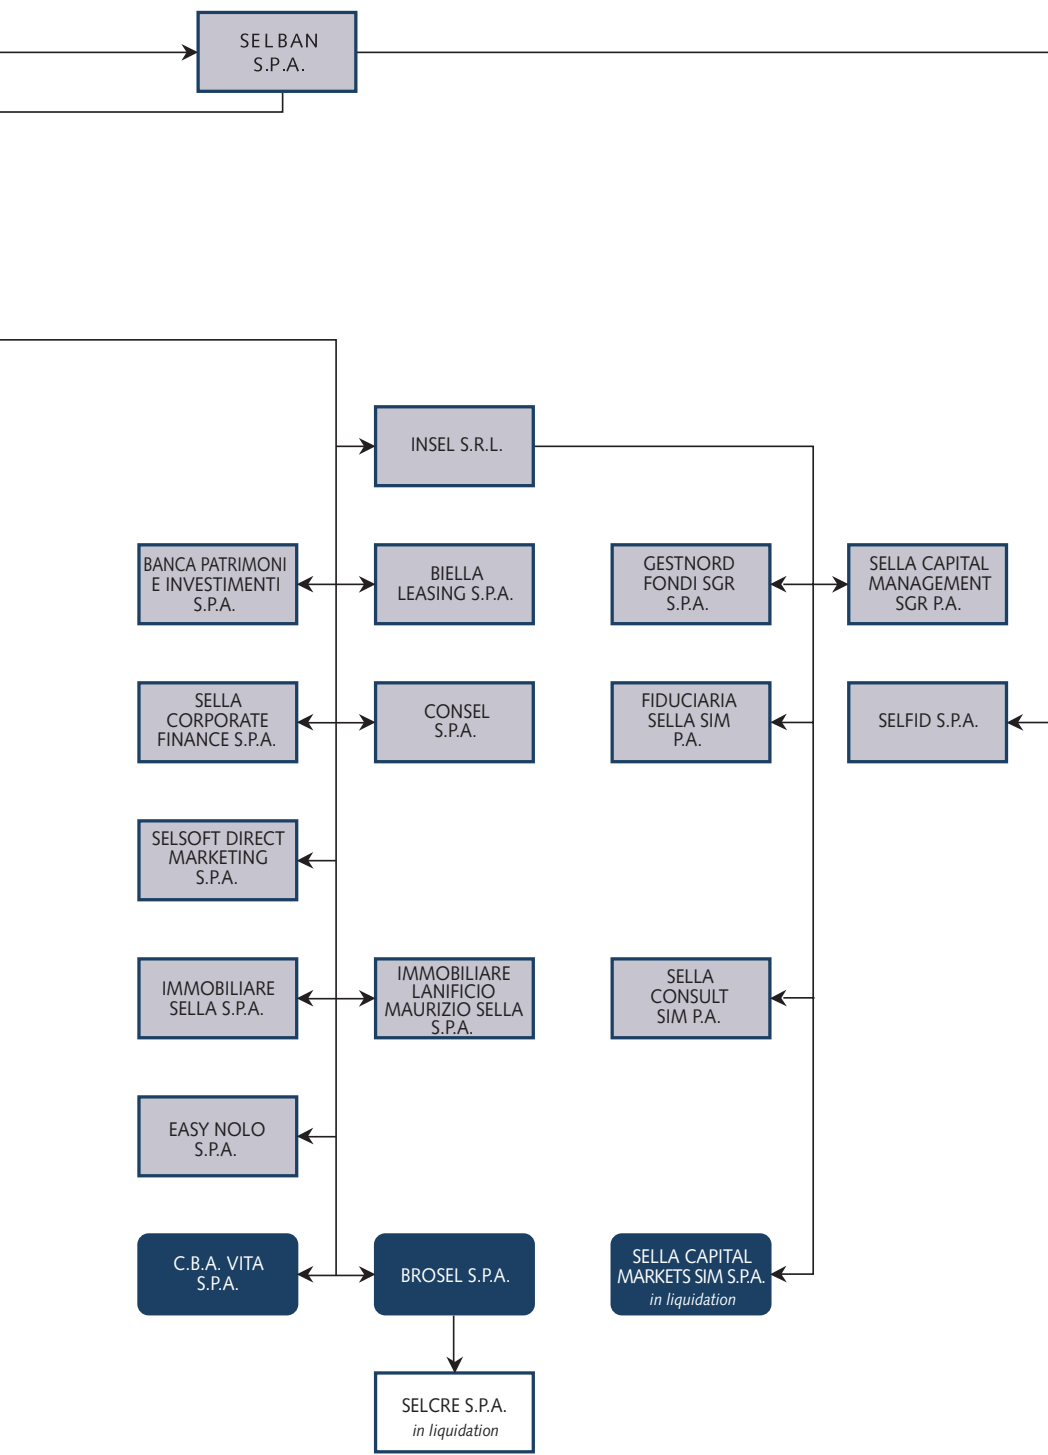 SELBAN
S.P.A.
INSEL S.R.L.
BANCA PATRIMONI
E INVESTIMENTI
S.P.A.
BIELLA
LEASING S.P.A.
GESTNORD
FONDI SGR
S.P.A.
SELLA CAPITAL
MANAGEMENT
SGR P.A.
SELLA
CORPORATE
FINANCE S.P.A.
CONSEL
S.P.A.
FIDUCIARIA
SELLA SIM
P.A.
SELFID S.P.A.
SELSOFT DIRECT
MARKETING
S.P.A.
IMMOBILIARE
SELLA S.P.A.
IMMOBILIARE
LANIFICIO
MAURIZIO SELLA
S.P.A.
SELLA
CONSULT
SIM P.A.
EASY NOLO
S.P.A.
C.B.A. VITA
S.P.A.
BROSEL S.P.A.
SELLA CAPITAL
MARKETS SIM S.P.A.
in liquidation
SELCRE S.P.A.
in liquidation